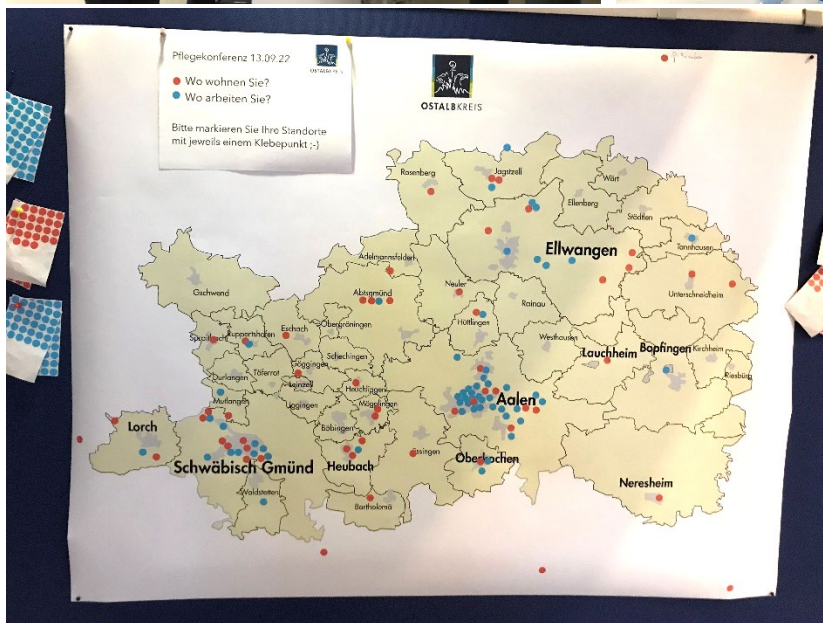 Pflegekonferenz 13.09.22
OSTALBKREIS
Wo wohnen Sie?
Wo arbeiten Sie?
Bitte markieren Sie Ihre Standorte
mit jeweils einem Klebepunkt ;-)
OSTALBKREIS
Rosenberg
Jagstzell
Wört
Ellenberg
Stödtlen
Tannhausen
Ellwangen
Adelmannsfelden
Gschwend
Neuler
Abtsgmünd
Unterschneidheim
Rainau
Hüttlingen
Ruppertshofen
Eschach
Obergröningen
Westhausen
Lauchheim
Bopfingen
Kirchheim
Schechingen
Göggingen
Täferrot
Durlangen
Leinzell
Riesbürg
Heuchlingen
Mutlangen
Iggingen
Mögglingen
Aalen
Böbingen
Lorch
Schwäbisch Gmünd
Heubach
Essingen
Oberkochen
Neresheim
Waldstetten
Bartholomä